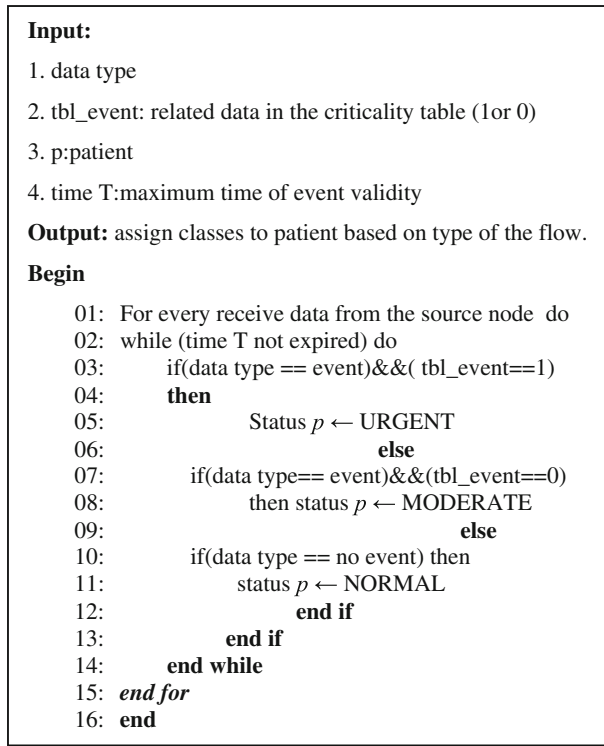 Input:
1. data type
2. tbl_event: related data in the criticality table (1or 0)
3. p:patient
4. time T:maximum time of event validity
Output: assign classes to patient based on type of the flow.
Begin
01: For every receive data from the source node do
02: while (time T not expired) do
03: if(data type == event)&&( tbl_event==1)
04: then
05: Status p ← URGENT
06: else
07: if(data type== event)&&(tbl_event==0)
08: then status p ← MODERATE
09: else
10: if(data type == no event) then
11: status p ← NORMAL
12: end if
13: end if
14: end while
15: end for
16: end